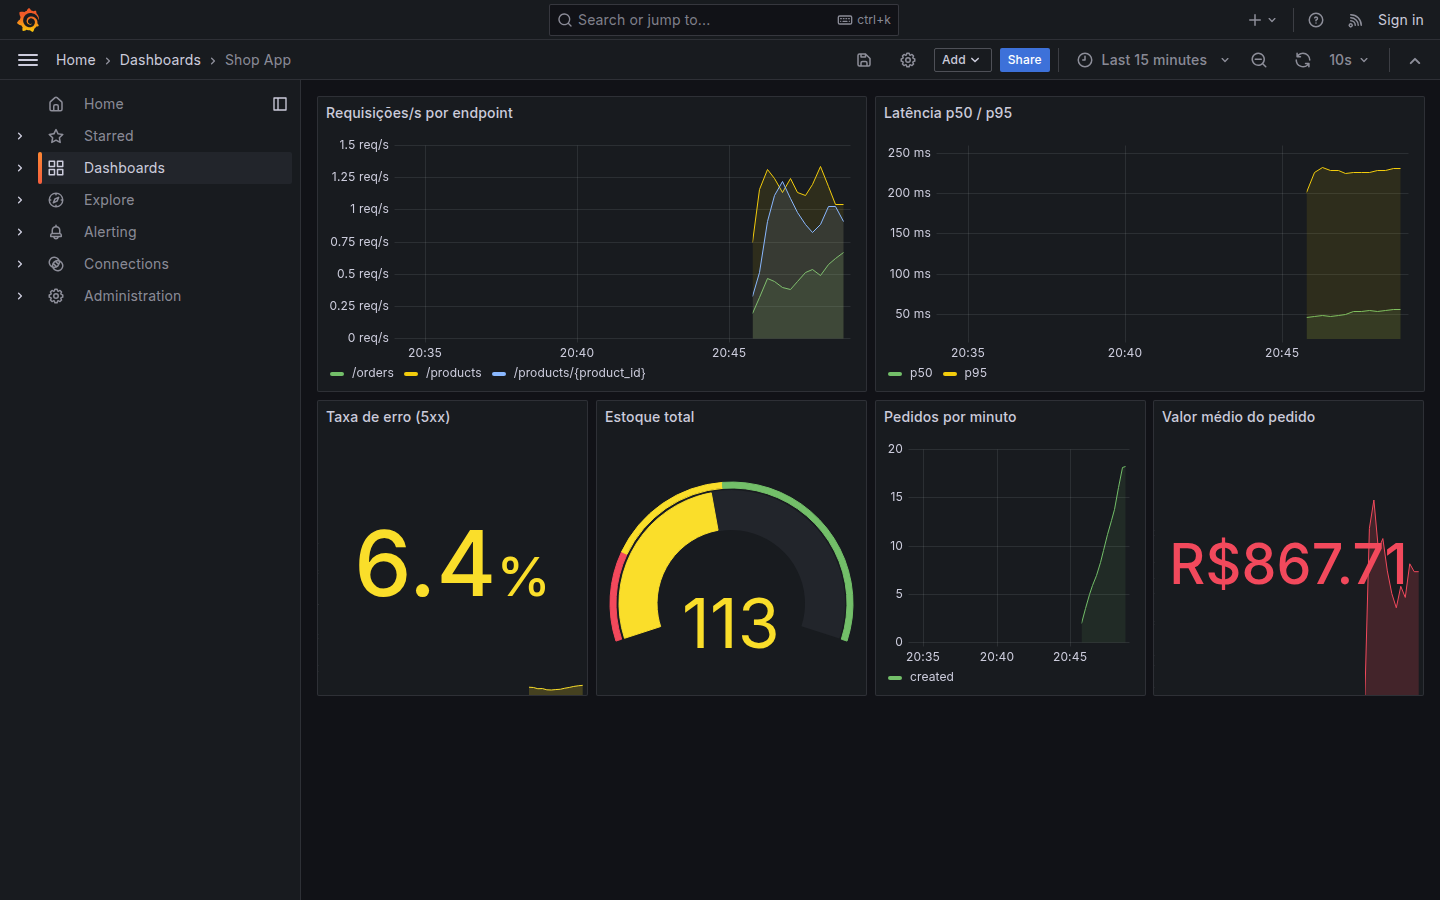 Search or jump to...
ctrl+k
Sign in
Home › Dashboards › Shop App
Add
Share
Last 15 minutes
10s
Home
Starred
Dashboards
Explore
Alerting
Connections
Administration
Requisições/s por endpoint
1.5 req/s
1.25 req/s
1 req/s
0.75 req/s
0.5 req/s
0.25 req/s
0 req/s
20:35 20:40 20:45
/orders /products /products/{product_id}
Latência p50 / p95
250 ms
200 ms
150 ms
100 ms
50 ms
20:35 20:40 20:45
p50 p95
Taxa de erro (5xx)
6.4%
Estoque total
113
Pedidos por minuto
20
15
10
5
0
20:35 20:40 20:45
created
Valor médio do pedido
R$867.71